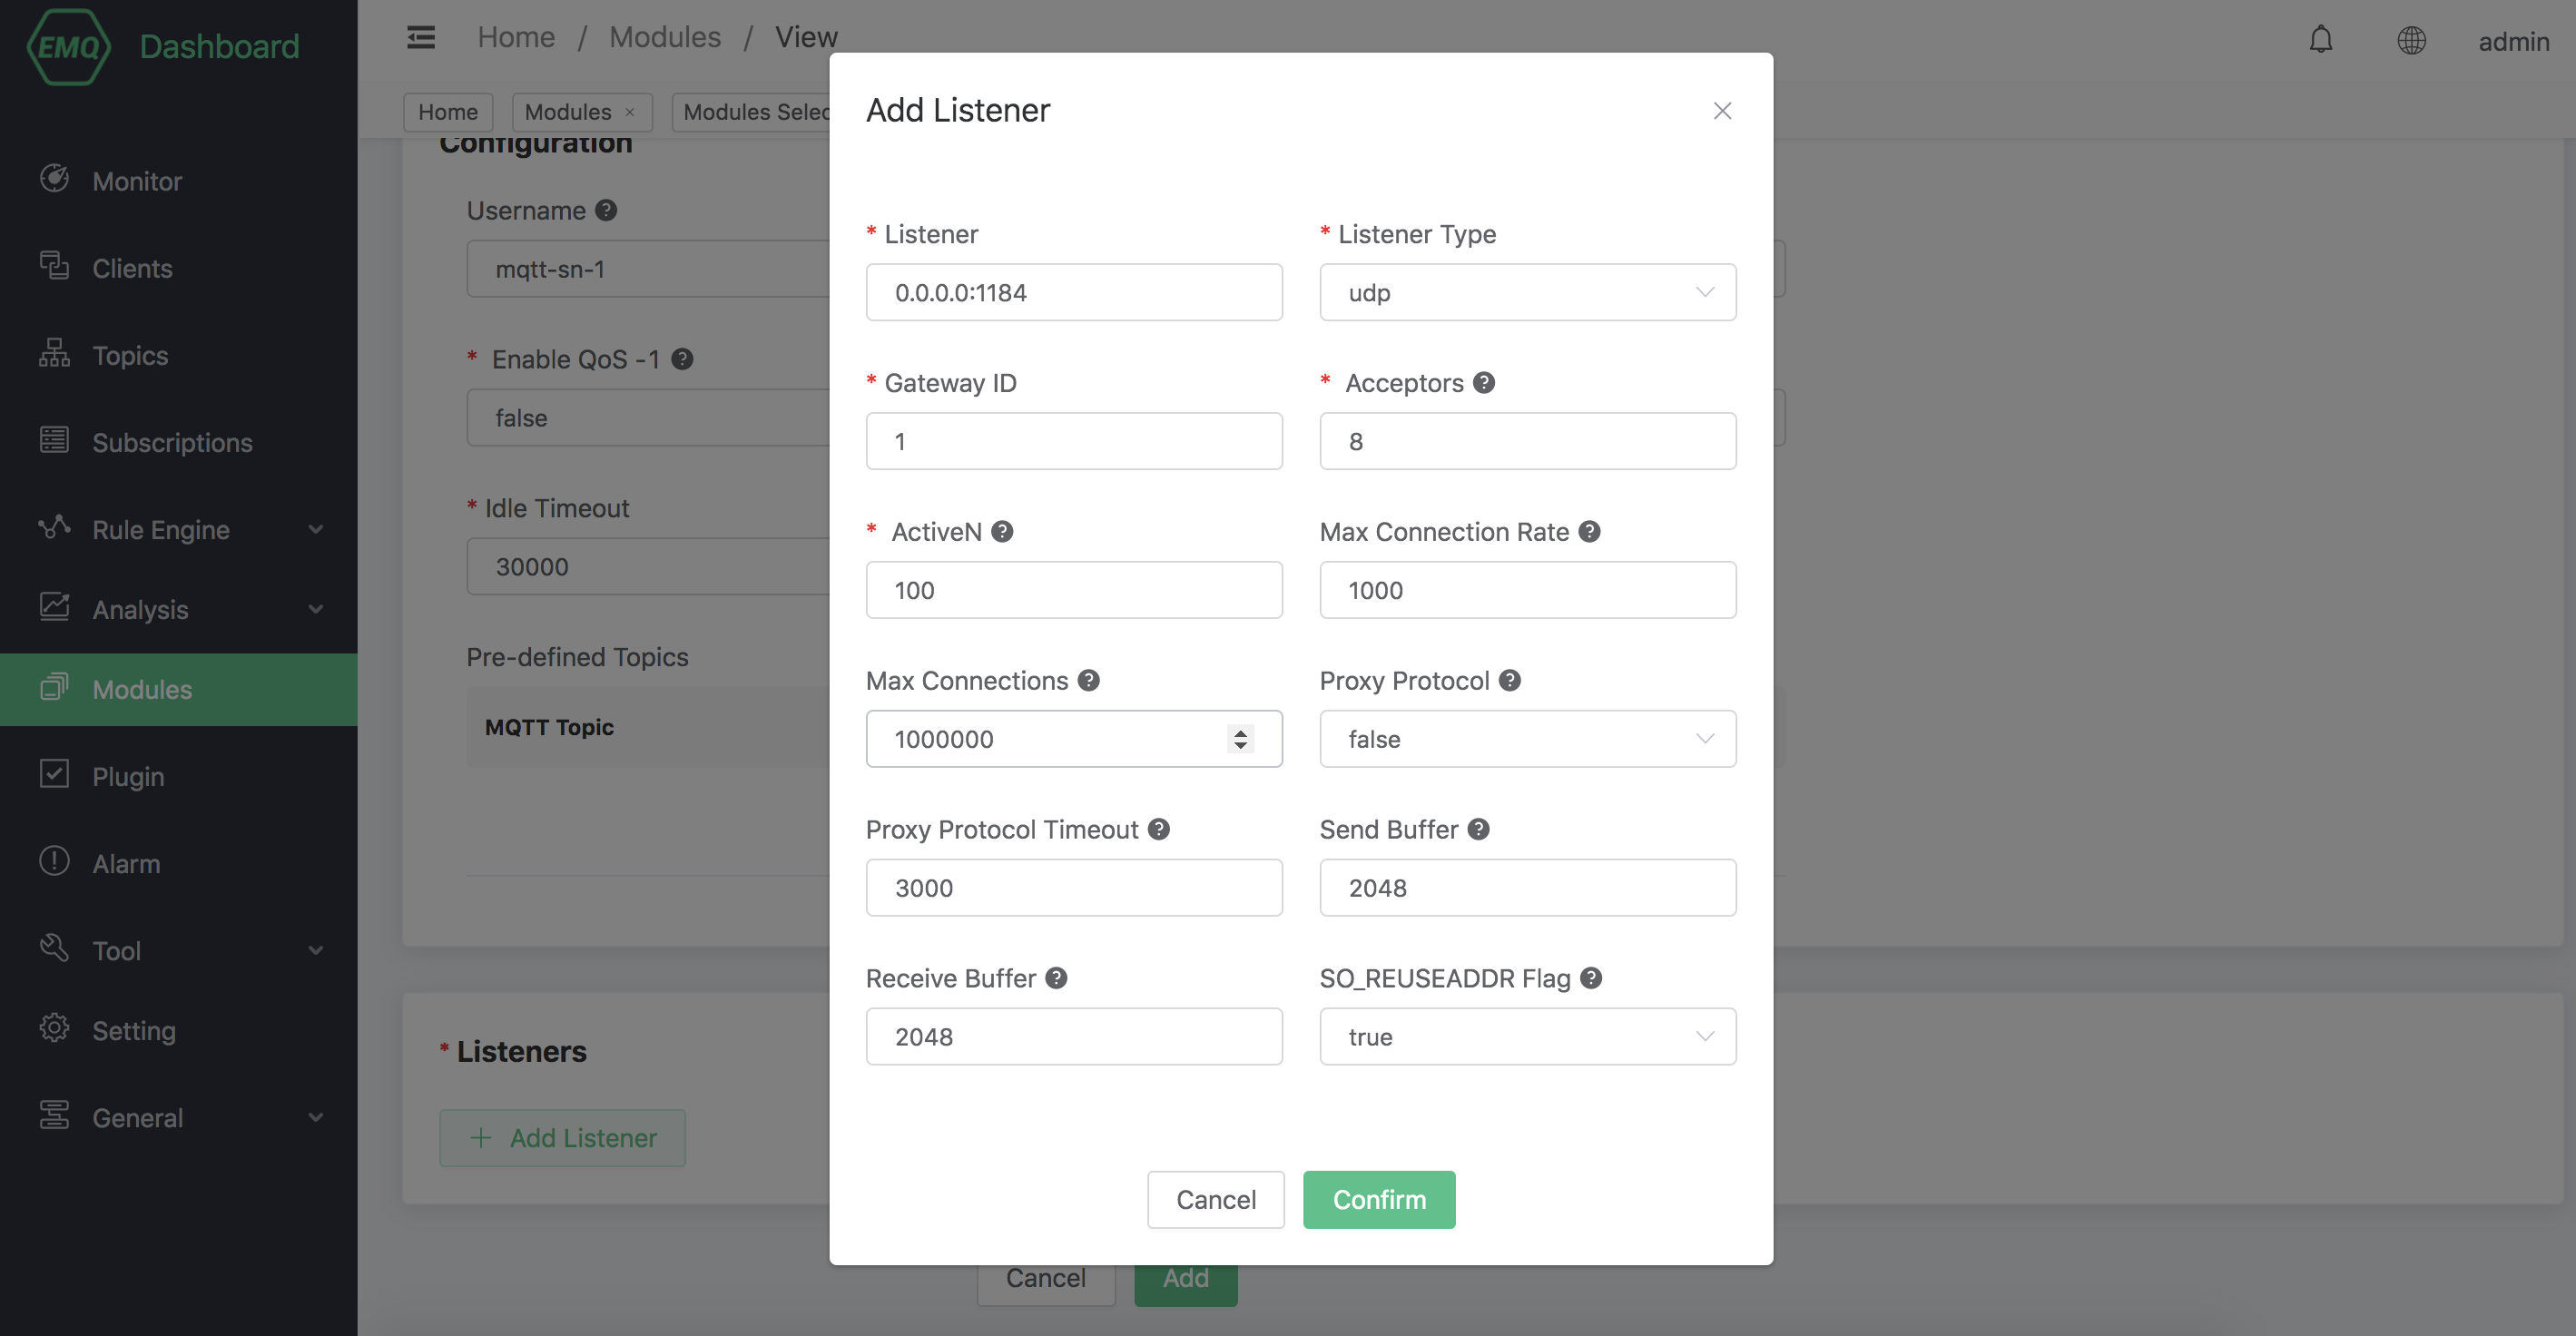 EMQ
Dashboard
Monitor
Clients
Topics
Subscriptions
Rule Engine
Analysis
Modules
Plugin
Alarm
Tool
Setting
General
Home / Modules / View
admin
Home
Modules ×
Modules Selec
Configuration
Username
mqtt-sn-1
* Enable QoS -1
false
* Idle Timeout
30000
Pre-defined Topics
MQTT Topic
* Listeners
+ Add Listener
Cancel
Add
Add Listener
* Listener
0.0.0.0:1184
* Listener Type
udp
* Gateway ID
1
* Acceptors
8
* ActiveN
100
Max Connection Rate
1000
Max Connections
1000000
Proxy Protocol
false
Proxy Protocol Timeout
3000
Send Buffer
2048
Receive Buffer
2048
SO_REUSEADDR Flag
true
Cancel
Confirm